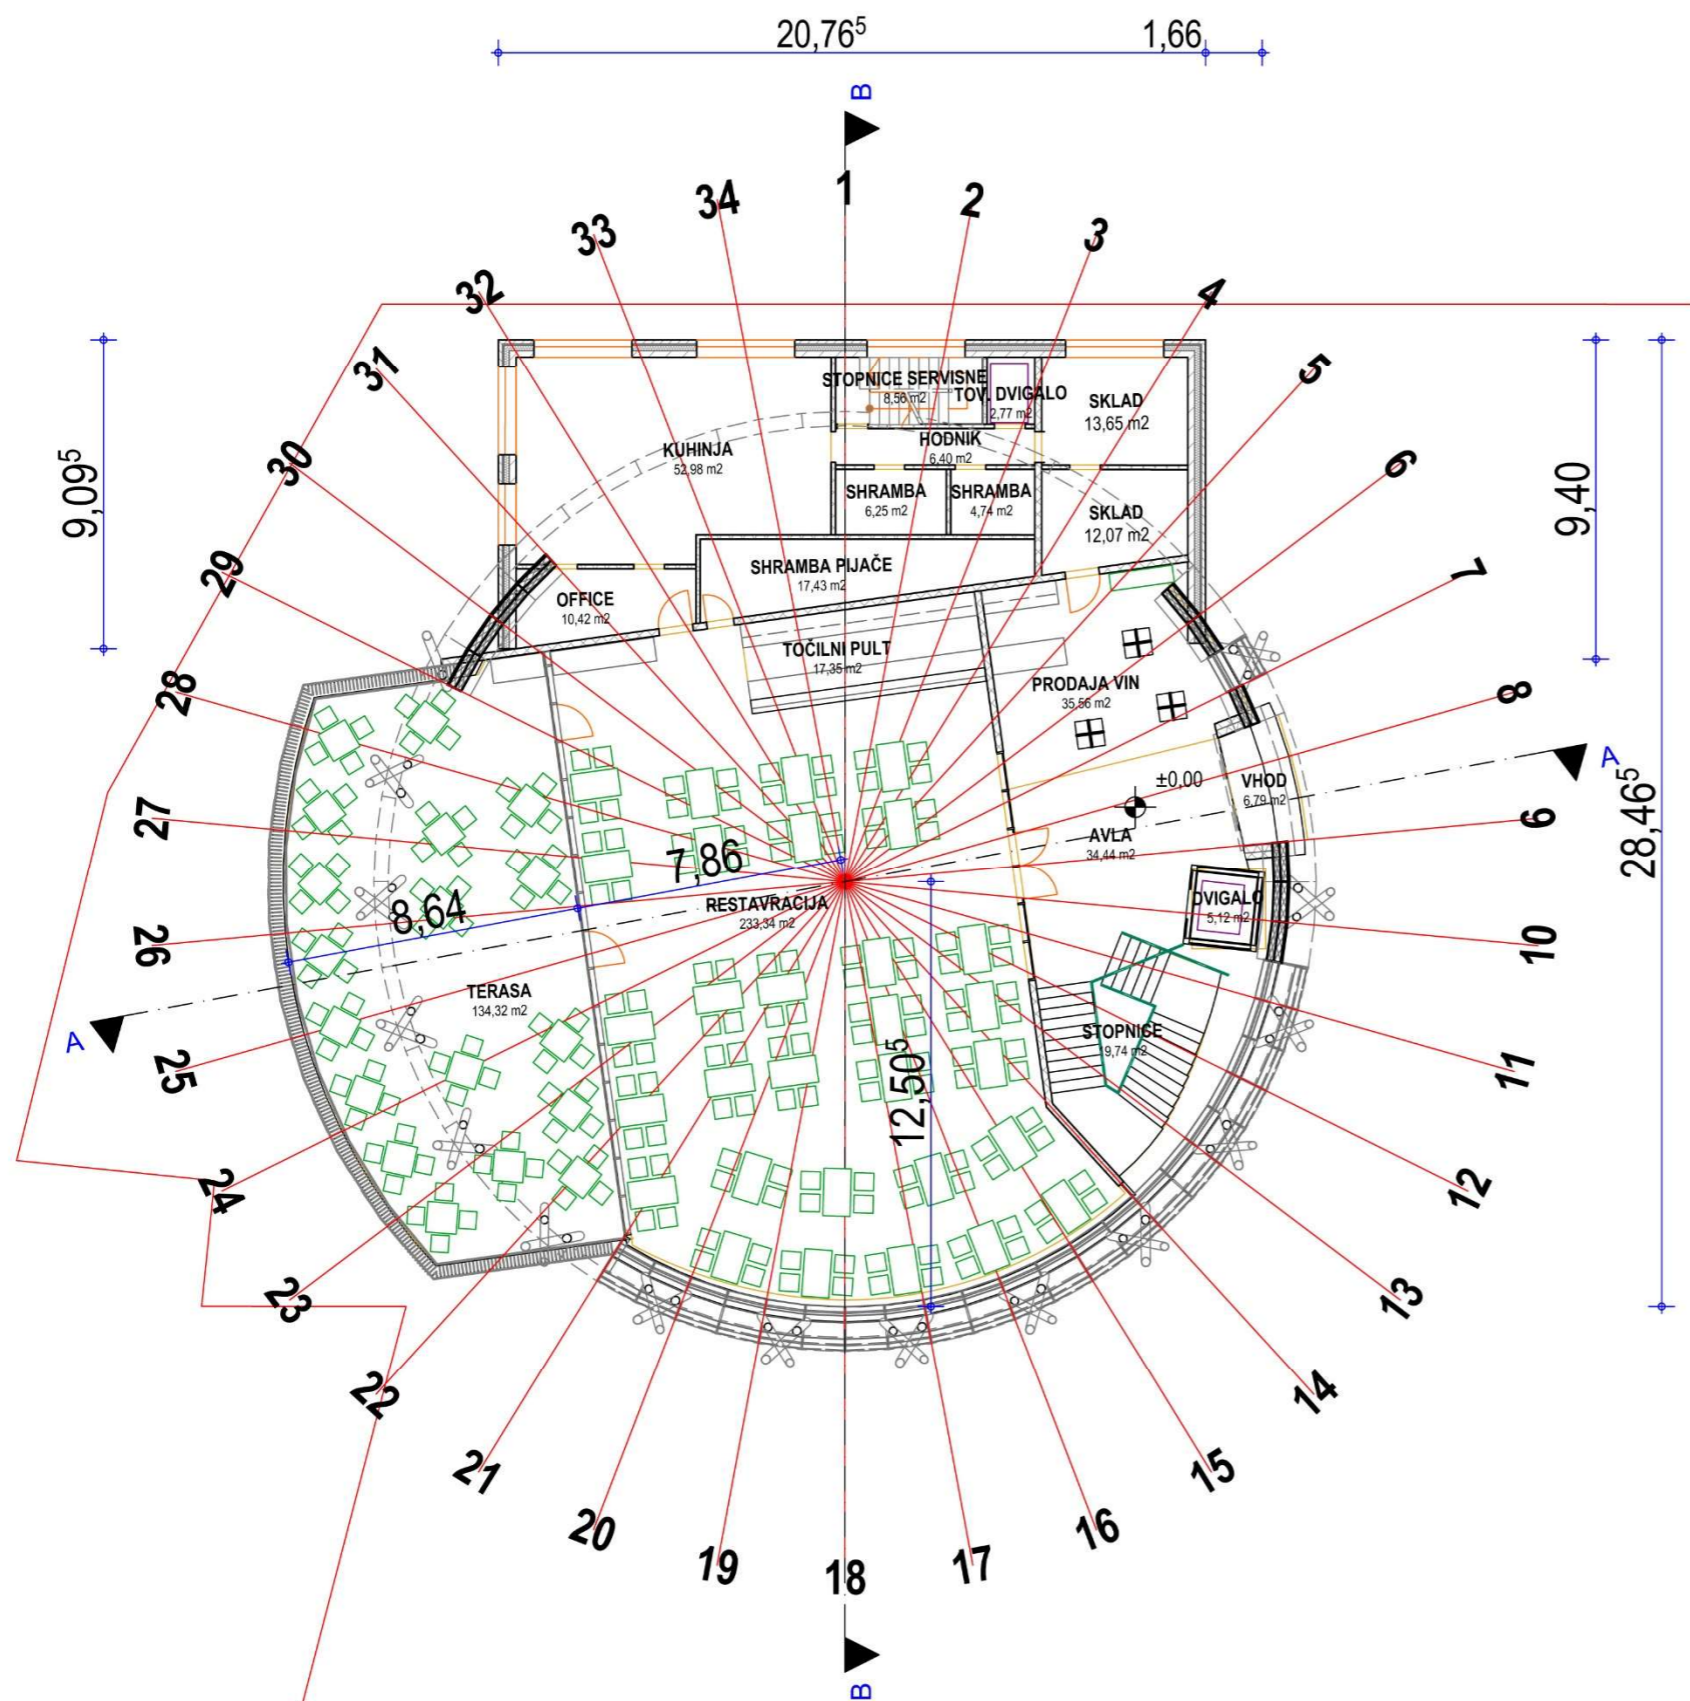 20,76⁵
1,66
B
34
1
2
33
3
32
4
31
5
30
6
29
7
28
8
27
9
26
10
25
11
24
12
23
13
22
14
21
15
20
16
19
18
17
B
9,09⁵
9,40
28,46⁵
STOPNICE SERVISNE
8,56 m2
TOV. DVIGALO
2,77 m2
SKLAD
13,65 m2
KUHINJA
52,98 m2
HODNIK
6,40 m2
SHRAMBA
6,25 m2
SHRAMBA
4,74 m2
SKLAD
12,07 m2
SHRAMBA PIJAČE
17,43 m2
OFFICE
10,42 m2
TOČILNI PULT
17,35 m2
PRODAJA VIN
35,56 m2
±0,00
VHOD
6,79 m2
A
AVLA
34,44 m2
7,86
8,64
RESTAVRACIJA
233,34 m2
DVIGALO
5,12 m2
TERASA
134,32 m2
A
STOPNICE
19,74 m2
12,50⁵